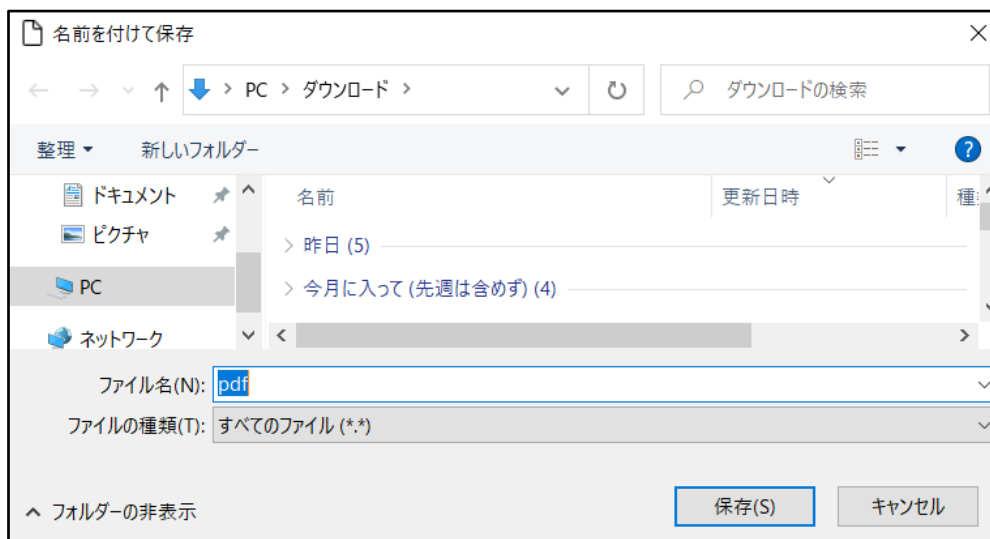 名前を付けて保存
PC ダウンロード
ダウンロードの検索
整理 新しいフォルダー
?
ドキュメント
ピクチャ
PC
ネットワーク
名前 更新日時
昨日 (5)
今月に入って (先週は含めず) (4)
ファイル名(N): pdf
ファイルの種類(T): すべてのファイル (*.*)
フォルダーの非表示
保存(S) キャンセル